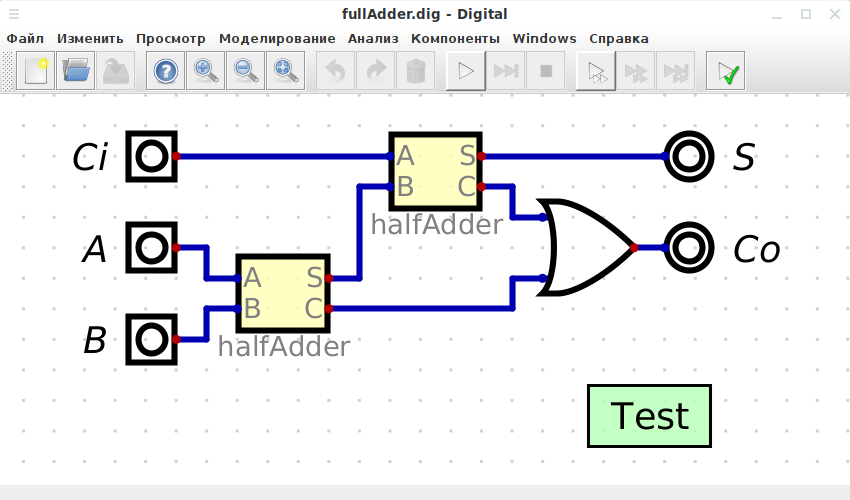 fullAdder.dig - Digital
Файл Изменить Просмотр Моделирование Анализ Компоненты Windows Справка
Ci
A S
B C
halfAdder
S
A
A S
B C
halfAdder
Co
B
Test